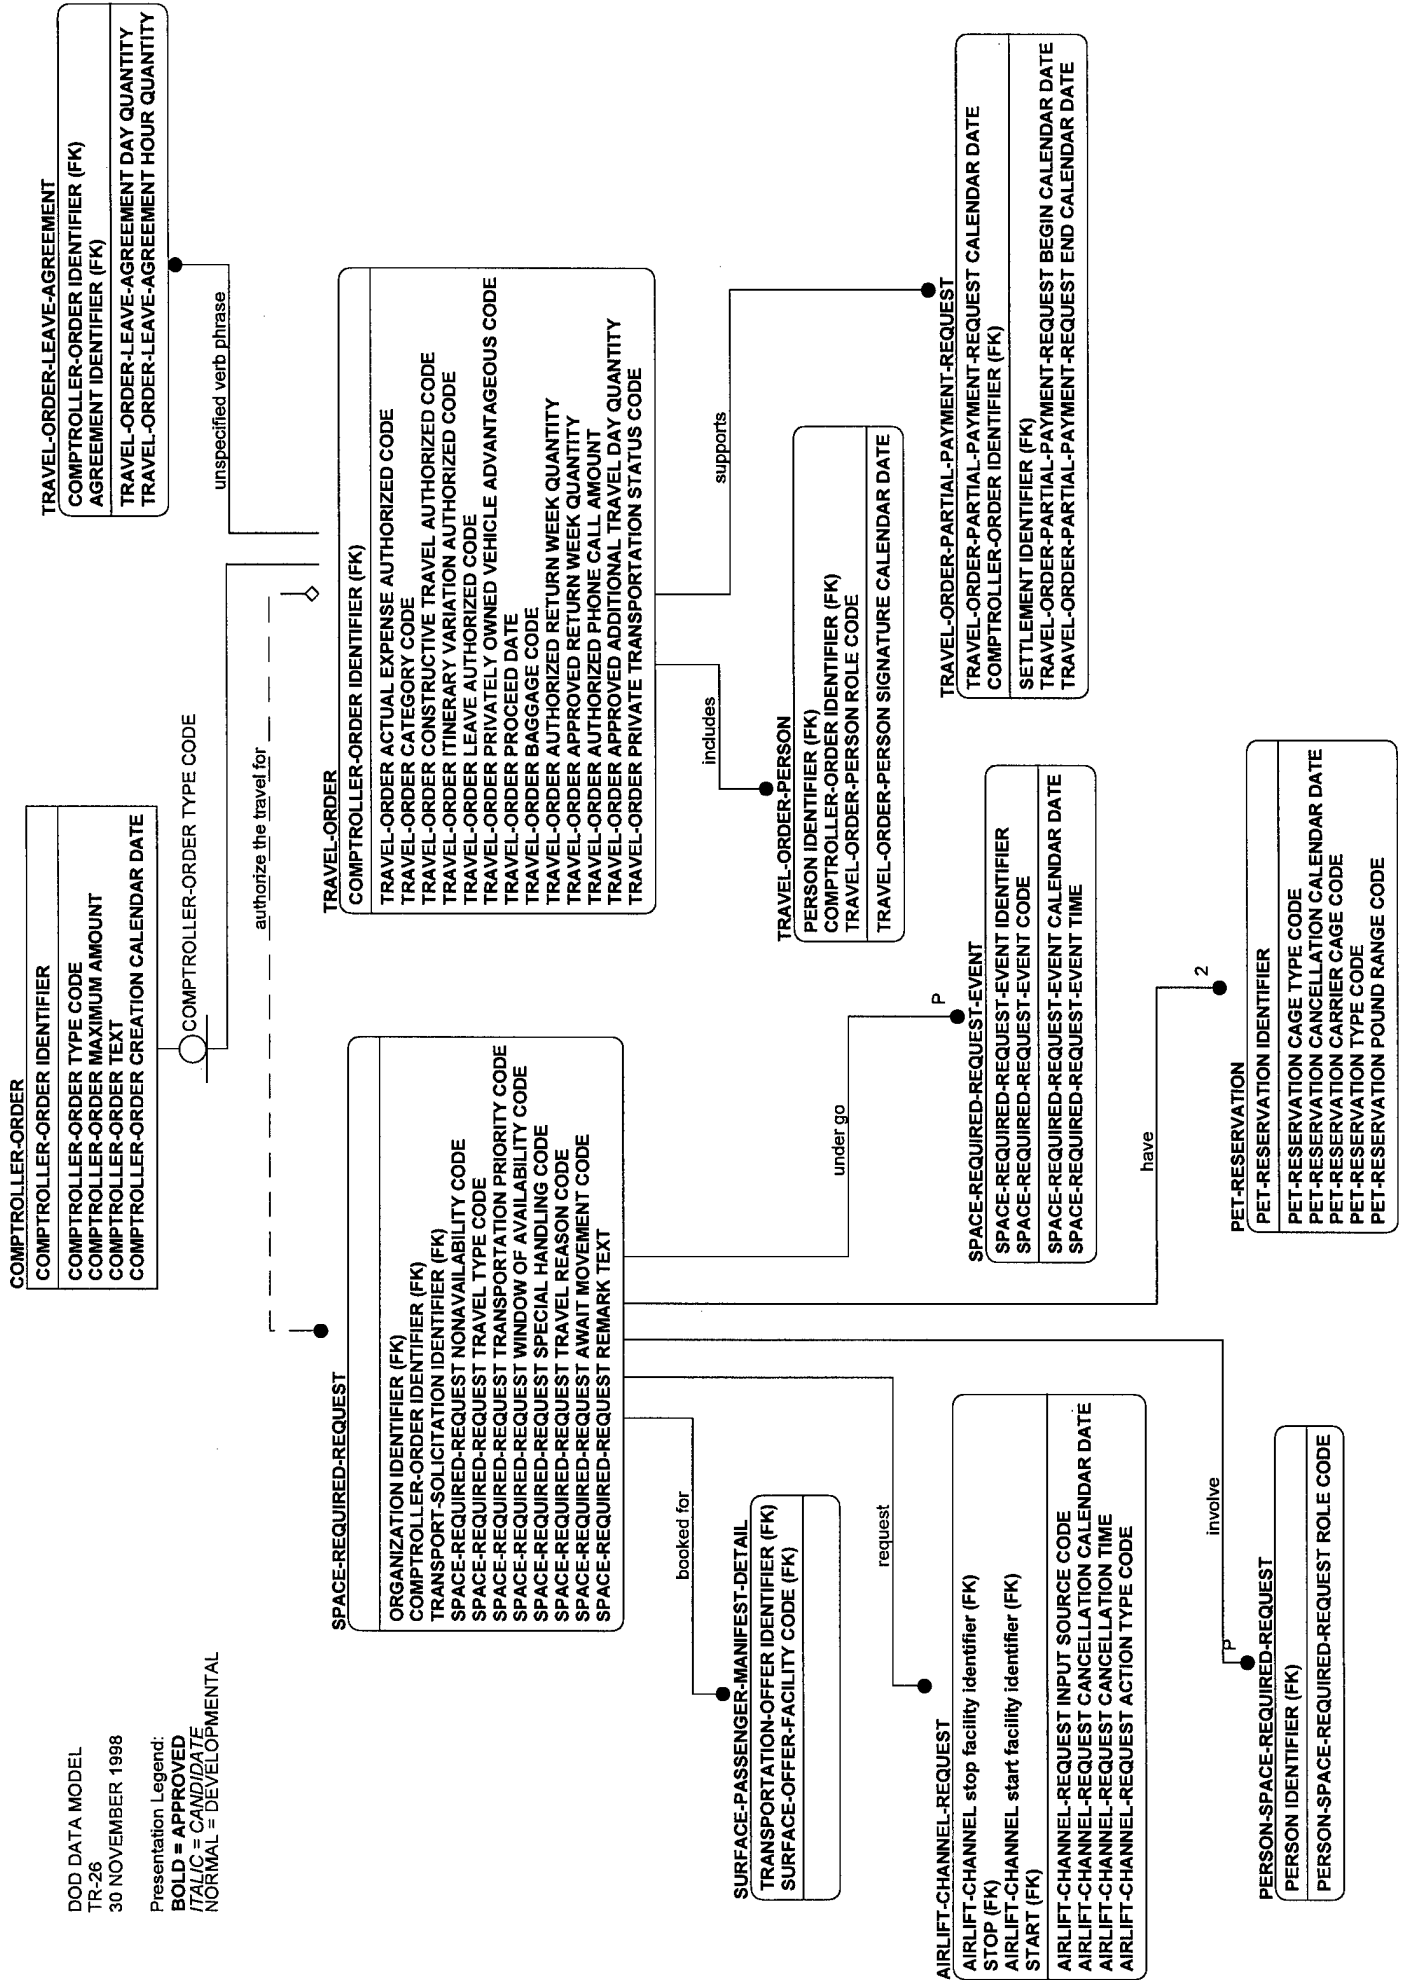 DOD DATA MODEL
TR-26
30 NOVEMBER 1998
Presentation Legend:
BOLD = APPROVED
ITALIC = CANDIDATE
NORMAL = DEVELOPMENTAL
COMPTROLLER-ORDER
COMPTROLLER-ORDER IDENTIFIER
COMPTROLLER-ORDER TYPE CODE
COMPTROLLER-ORDER MAXIMUM AMOUNT
COMPTROLLER-ORDER TEXT
COMPTROLLER-ORDER CREATION CALENDAR DATE
COMPTROLLER-ORDER TYPE CODE
authorize the travel for
TRAVEL-ORDER-LEAVE-AGREEMENT
COMPTROLLER-ORDER IDENTIFIER (FK)
AGREEMENT IDENTIFIER (FK)
TRAVEL-ORDER-LEAVE-AGREEMENT DAY QUANTITY
TRAVEL-ORDER-LEAVE-AGREEMENT HOUR QUANTITY
unspecified verb phrase
SPACE-REQUIRED-REQUEST
ORGANIZATION IDENTIFIER (FK)
COMPTROLLER-ORDER IDENTIFIER (FK)
TRANSPORT-SOLICITATION IDENTIFIER (FK)
SPACE-REQUIRED-REQUEST NONAVAILABILITY CODE
SPACE-REQUIRED-REQUEST TRAVEL TYPE CODE
SPACE-REQUIRED-REQUEST TRANSPORTATION PRIORITY CODE
SPACE-REQUIRED-REQUEST WINDOW OF AVAILABILITY CODE
SPACE-REQUIRED-REQUEST SPECIAL HANDLING CODE
SPACE-REQUIRED-REQUEST TRAVEL REASON CODE
SPACE-REQUIRED-REQUEST AWAIT MOVEMENT CODE
SPACE-REQUIRED-REQUEST REMARK TEXT
TRAVEL-ORDER
COMPTROLLER-ORDER IDENTIFIER (FK)
TRAVEL-ORDER ACTUAL EXPENSE AUTHORIZED CODE
TRAVEL-ORDER CATEGORY CODE
TRAVEL-ORDER CONSTRUCTIVE TRAVEL AUTHORIZED CODE
TRAVEL-ORDER ITINERARY VARIATION AUTHORIZED CODE
TRAVEL-ORDER LEAVE AUTHORIZED CODE
TRAVEL-ORDER PRIVATELY OWNED VEHICLE ADVANTAGEOUS CODE
TRAVEL-ORDER PROCEED DATE
TRAVEL-ORDER BAGGAGE CODE
TRAVEL-ORDER AUTHORIZED RETURN WEEK QUANTITY
TRAVEL-ORDER APPROVED RETURN WEEK QUANTITY
TRAVEL-ORDER AUTHORIZED PHONE CALL AMOUNT
TRAVEL-ORDER APPROVED ADDITIONAL TRAVEL DAY QUANTITY
TRAVEL-ORDER PRIVATE TRANSPORTATION STATUS CODE
booked for
request
involve
P
under go
P
have
2
includes
supports
SURFACE-PASSENGER-MANIFEST-DETAIL
TRANSPORTATION-OFFER IDENTIFIER (FK)
SURFACE-OFFER-FACILITY CODE (FK)
TRAVEL-ORDER-PERSON
PERSON IDENTIFIER (FK)
COMPTROLLER-ORDER IDENTIFIER (FK)
TRAVEL-ORDER-PERSON ROLE CODE
TRAVEL-ORDER-PERSON SIGNATURE CALENDAR DATE
AIRLIFT-CHANNEL-REQUEST
AIRLIFT-CHANNEL stop facility identifier (FK)
STOP (FK)
AIRLIFT-CHANNEL start facility identifier (FK)
START (FK)
AIRLIFT-CHANNEL-REQUEST INPUT SOURCE CODE
AIRLIFT-CHANNEL-REQUEST CANCELLATION CALENDAR DATE
AIRLIFT-CHANNEL-REQUEST CANCELLATION TIME
AIRLIFT-CHANNEL-REQUEST ACTION TYPE CODE
SPACE-REQUIRED-REQUEST-EVENT
SPACE-REQUIRED-REQUEST-EVENT IDENTIFIER
SPACE-REQUIRED-REQUEST-EVENT CODE
SPACE-REQUIRED-REQUEST-EVENT CALENDAR DATE
SPACE-REQUIRED-REQUEST-EVENT TIME
TRAVEL-ORDER-PARTIAL-PAYMENT-REQUEST
TRAVEL-ORDER-PARTIAL-PAYMENT-REQUEST CALENDAR DATE
COMPTROLLER-ORDER IDENTIFIER (FK)
SETTLEMENT IDENTIFIER (FK)
TRAVEL-ORDER-PARTIAL-PAYMENT-REQUEST BEGIN CALENDAR DATE
TRAVEL-ORDER-PARTIAL-PAYMENT-REQUEST END CALENDAR DATE
PERSON-SPACE-REQUIRED-REQUEST
PERSON IDENTIFIER (FK)
PERSON-SPACE-REQUIRED-REQUEST ROLE CODE
PET-RESERVATION
PET-RESERVATION IDENTIFIER
PET-RESERVATION CAGE TYPE CODE
PET-RESERVATION CANCELLATION CALENDAR DATE
PET-RESERVATION CARRIER CAGE CODE
PET-RESERVATION TYPE CODE
PET-RESERVATION POUND RANGE CODE